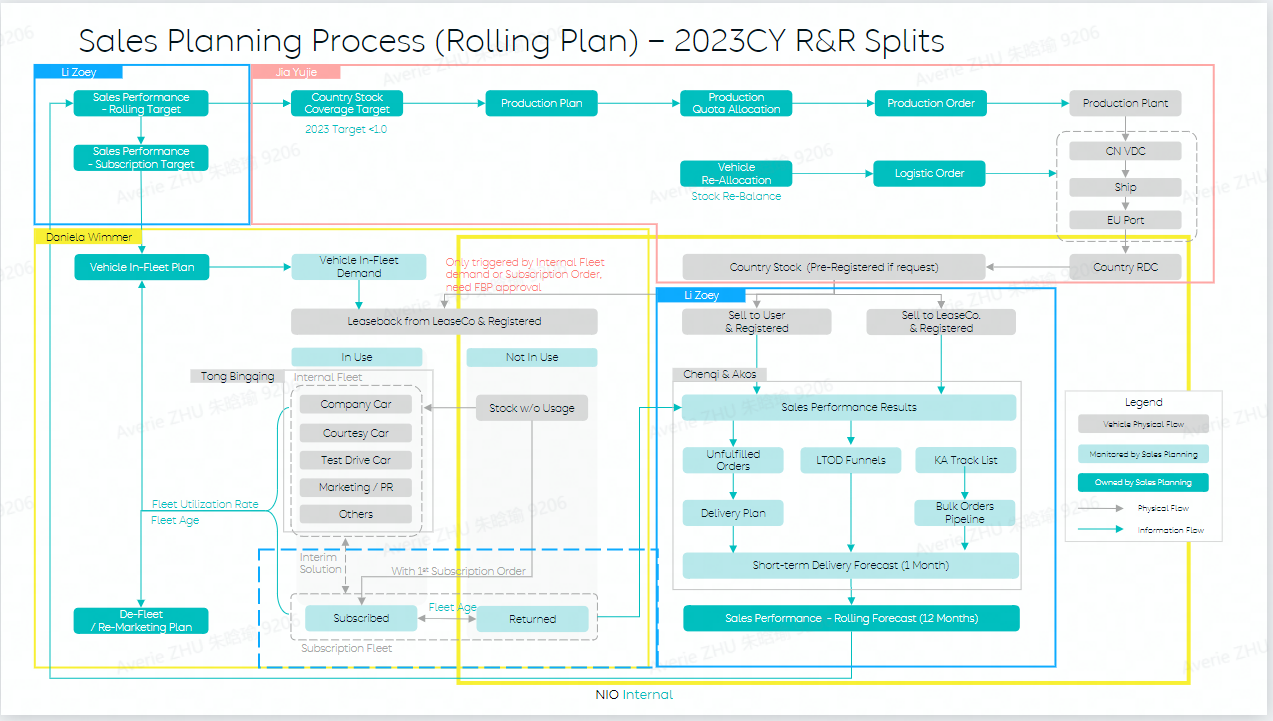 Sales Planning Process (Rolling Plan) – 2023CY R&R Splits
Li Zoey
Jia Yujie
Sales Performance
- Rolling Target
Country Stock
Coverage Target
Production Plan
Production
Quota Allocation
Production Order
Production Plant
2023 Target <1.0
Sales Performance
- Subscription Target
CN VDC
Vehicle
Re-Allocation
Logistic Order
Stock Re-Balance
Ship
EU Port
Daniela Wimmer
Vehicle In-Fleet Plan
Vehicle In-Fleet
Demand
Only triggered by Internal Fleet
demand or Subscription Order,
need FBP approval
Country Stock (Pre-Registered if request)
Country RDC
Li Zoey
Leaseback from LeaseCo & Registered
Sell to User
& Registered
Sell to LeaseCo.
& Registered
In Use
Not In Use
Tong Bingqing
Internal Fleet
Chenqi & Akos
Company Car
Stock w/o Usage
Sales Performance Results
Courtesy Car
Test Drive Car
Marketing / PR
Others
Unfulfilled
Orders
LTOD Funnels
KA Track List
Fleet Utilization Rate
Fleet Age
Delivery Plan
Bulk Orders
Pipeline
Interim
Solution
With 1st Subscription Order
Short-term Delivery Forecast (1 Month)
De-Fleet
/ Re-Marketing Plan
Subscribed
Fleet Age
Returned
Sales Performance - Rolling Forecast (12 Months)
Subscription Fleet
Legend
Vehicle Physical Flow
Monitored by Sales Planning
Owned by Sales Planning
Physical Flow
Information Flow
NIO Internal
Averie ZHU 朱晗瑜 9206